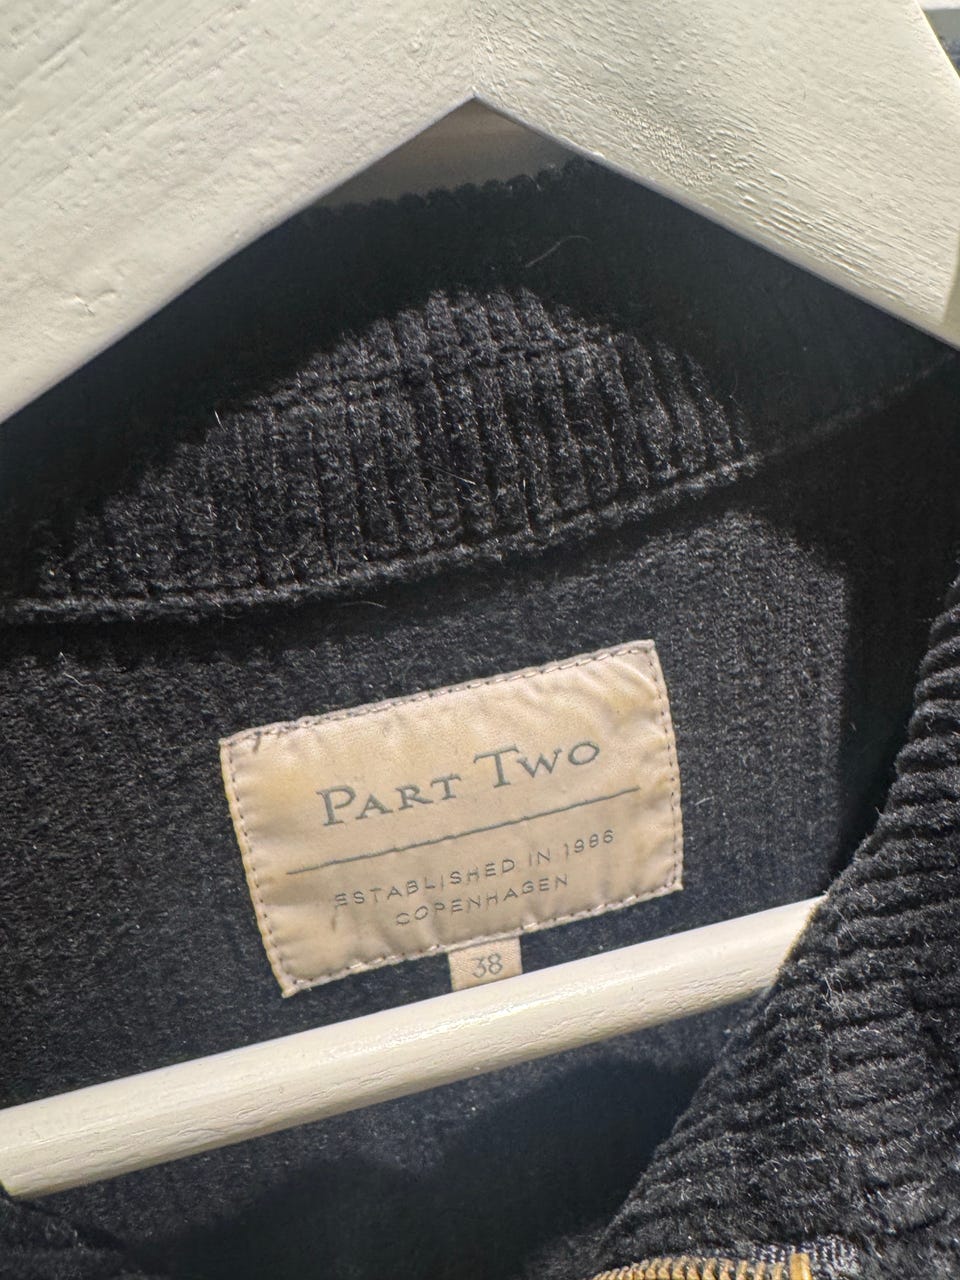 PART TWO
ESTABLISHED IN 1986
COPENHAGEN
38